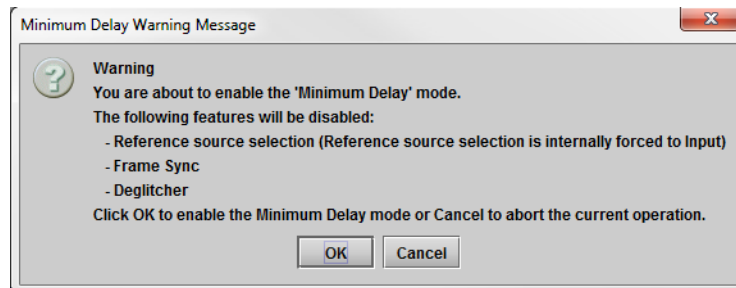 Minimum Delay Warning Message
Warning
You are about to enable the 'Minimum Delay' mode.
The following features will be disabled:
- Reference source selection (Reference source selection is internally forced to Input)
- Frame Sync
- Deglitcher
Click OK to enable the Minimum Delay mode or Cancel to abort the current operation.
OK Cancel